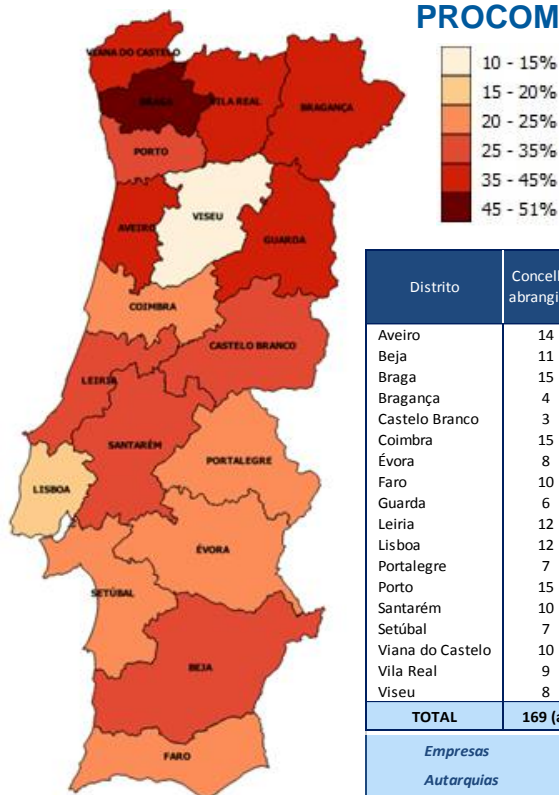 PROCOM
10 - 15%
15 - 20%
20 - 25%
25 - 35%
35 - 45%
45 - 51%
VIANA DO CASTELO
BRAGA
VILA REAL
BRAGANÇA
PORTO
AVEIRO
VISEU
GUARDA
COIMBRA
CASTELO BRANCO
LEIRIA
SANTARÉM
PORTALEGRE
LISBOA
ÉVORA
SETÚBAL
BEJA
FARO
Distrito
Aveiro 14
Beja 11
Braga 15
Bragança 4
Castelo Branco 3
Coimbra 15
Évora 8
Faro 10
Guarda 6
Leiria 12
Lisboa 12
Portalegre 7
Porto 15
Santarém 10
Setúbal 7
Viana do Castelo 10
Vila Real 9
Viseu 8
TOTAL 169 (a
Empresas
Autarquias